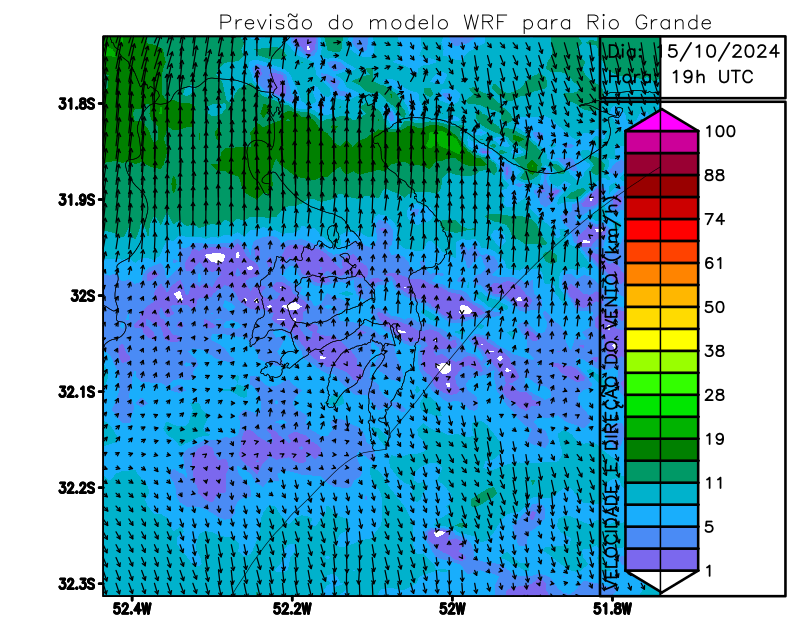 Previsão do modelo WRF para Rio Grande
Dia: 15/10/2024
Hora: 19h UTC
31.8S
31.9S
32S
32.1S
32.2S
32.3S
52.4W
52.2W
52W
51.8W
VELOCIDADE E DIREÇÃO DO VENTO (km/h)
100
88
74
61
50
38
28
19
11
5
1